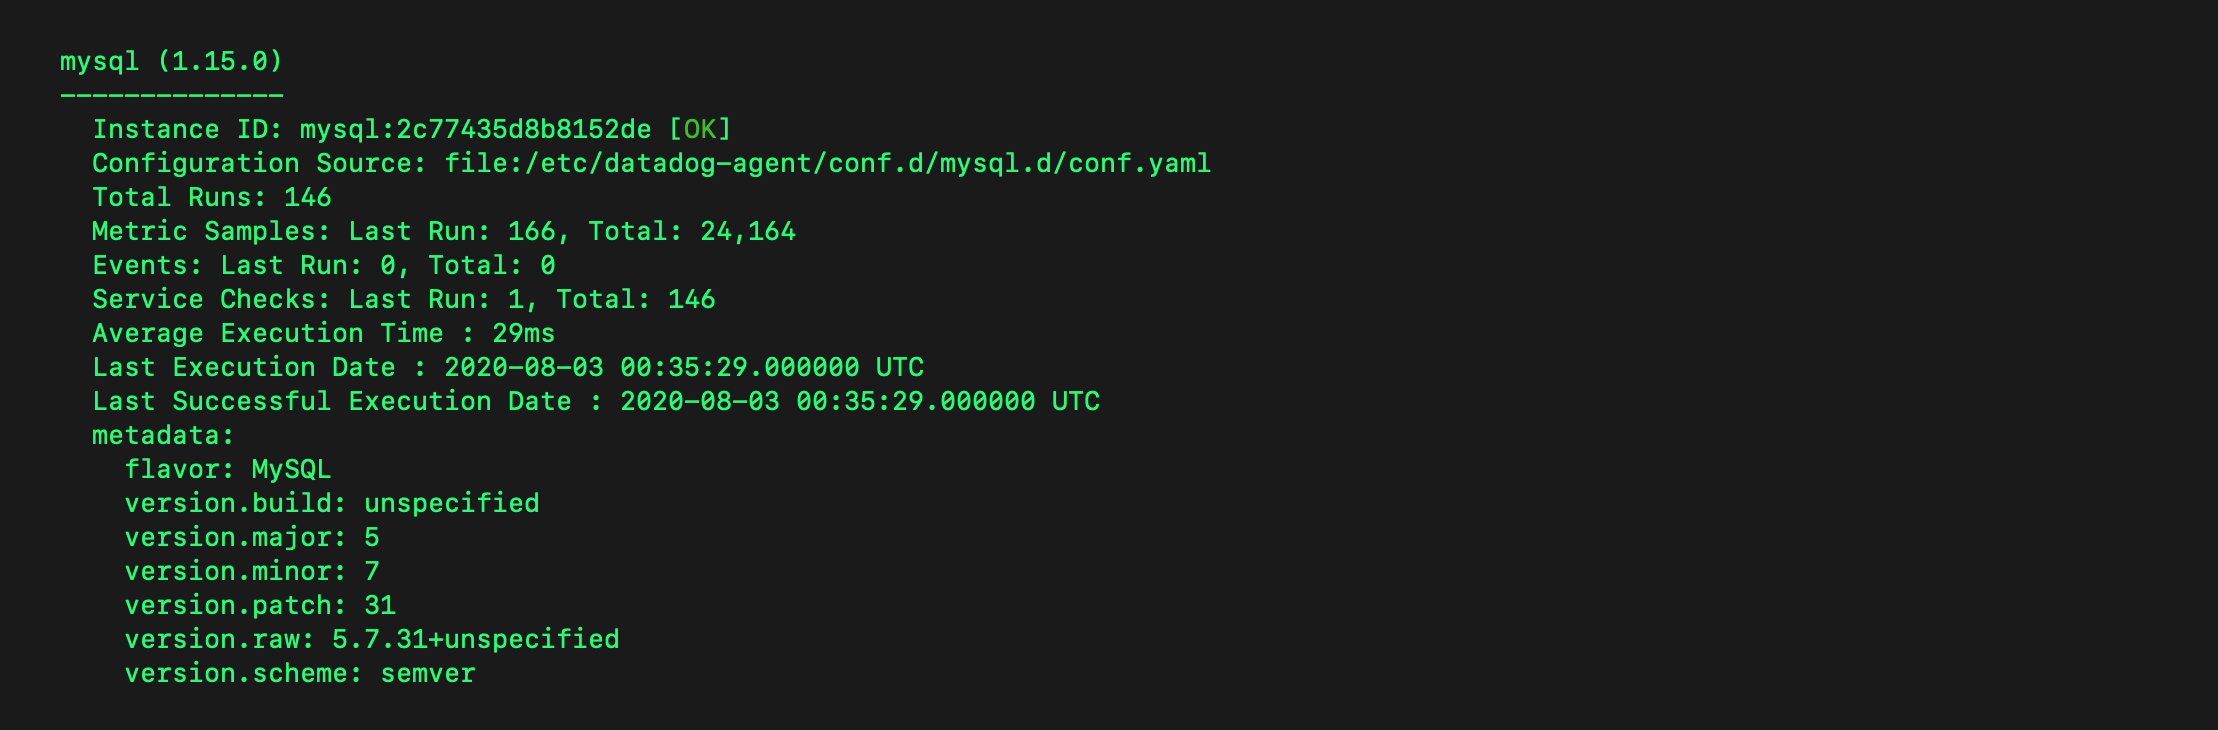 mysql (1.15.0)
--------------
Instance ID: mysql:2c77435d8b8152de [OK]
Configuration Source: file:/etc/datadog-agent/conf.d/mysql.d/conf.yaml
Total Runs: 146
Metric Samples: Last Run: 166, Total: 24,164
Events: Last Run: 0, Total: 0
Service Checks: Last Run: 1, Total: 146
Average Execution Time : 29ms
Last Execution Date : 2020-08-03 00:35:29.000000 UTC
Last Successful Execution Date : 2020-08-03 00:35:29.000000 UTC
metadata:
flavor: MySQL
version.build: unspecified
version.major: 5
version.minor: 7
version.patch: 31
version.raw: 5.7.31+unspecified
version.scheme: semver